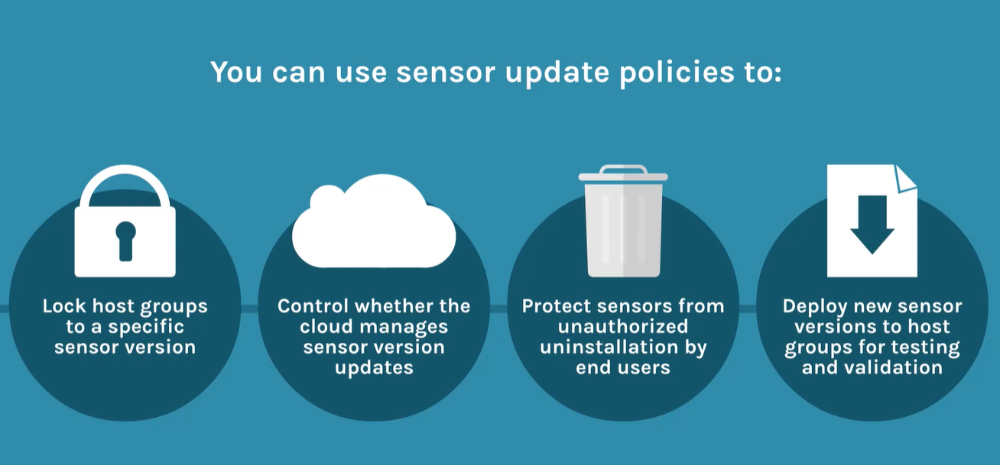 You can use sensor update policies to:
Lock host groups
to a specific
sensor version
Control whether the
cloud manages
sensor version
updates
Protect sensors from
unauthorized
uninstallation by
end users
Deploy new sensor
versions to host
groups for testing
and validation